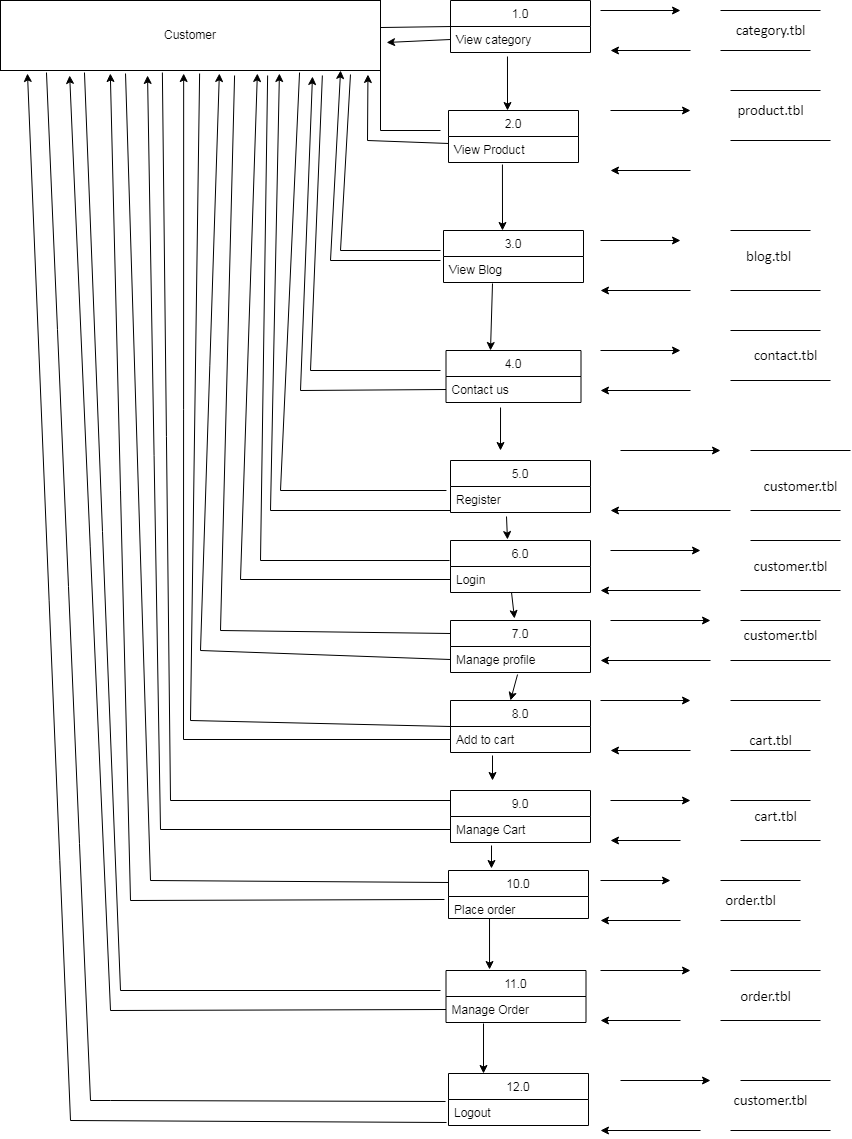 Customer
1.0
View category
category.tbl
2.0
View Product
product.tbl
3.0
View Blog
blog.tbl
4.0
Contact us
contact.tbl
5.0
Register
customer.tbl
6.0
Login
customer.tbl
7.0
Manage profile
customer.tbl
8.0
Add to cart
cart.tbl
9.0
Manage Cart
cart.tbl
10.0
Place order
order.tbl
11.0
Manage Order
order.tbl
12.0
Logout
customer.tbl